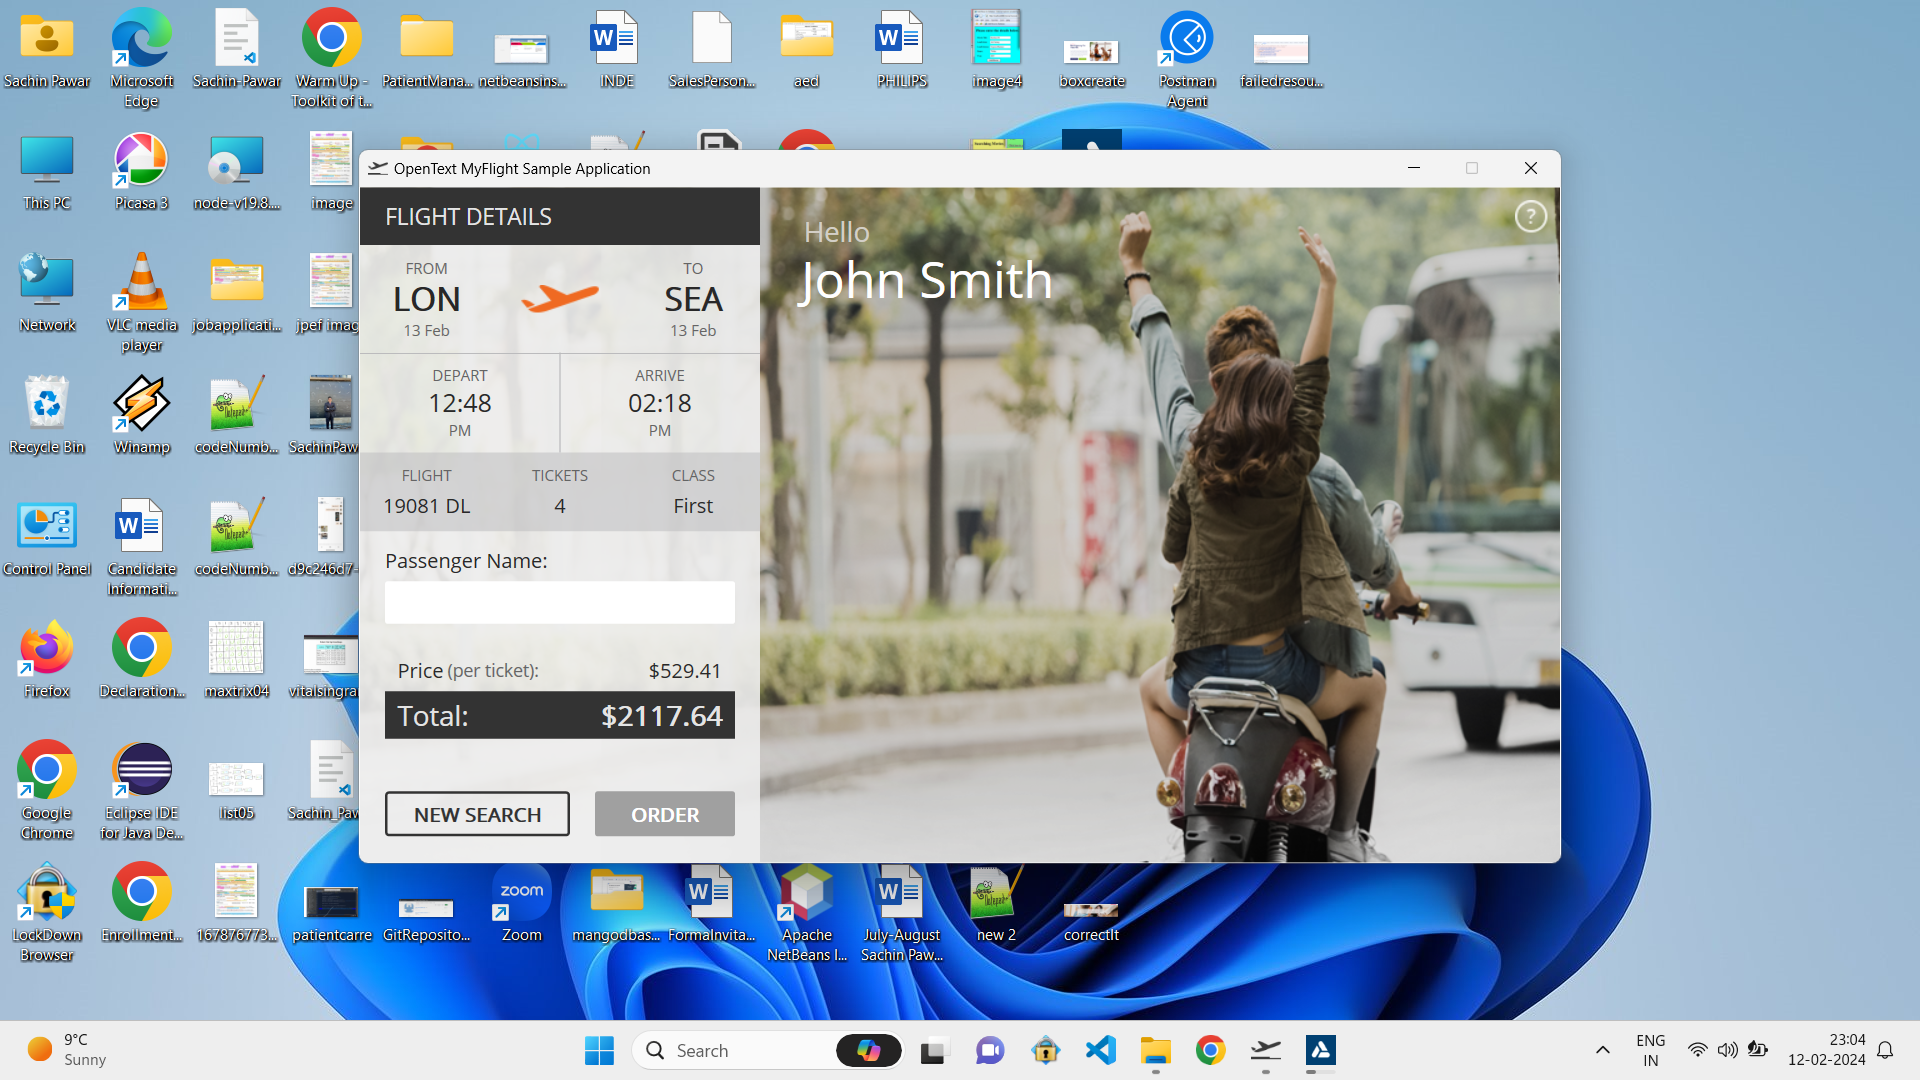 Sachin Pawar
Microsoft
Edge
Sachin-Pawar
Warm Up -
Toolkit of t...
PatientMana...
netbeansins...
INDE
SalesPerson...
aed
PHILIPS
image4
boxcreate
Postman
Agent
failedresou...
This PC
Picasa 3
node-v19.8....
image
OpenText MyFlight Sample Application
FLIGHT DETAILS
FROM
LON
13 Feb
TO
SEA
13 Feb
DEPART
12:48
PM
ARRIVE
02:18
PM
FLIGHT
19081 DL
TICKETS
4
CLASS
First
Passenger Name:
Price (per ticket): $529.41
Total: $2117.64
NEW SEARCH
ORDER
Hello
John Smith
?
Network
VLC media
player
jobapplicati...
jpef imag
Recycle Bin
Winamp
codeNumb...
SachinPaw
Control Panel
Candidate
Informati...
codeNumb...
d9c246d7-
Firefox
Declaration...
maxtrix04
vitalsingra
Google
Chrome
Eclipse IDE
for Java De...
list05
Sachin_Paw
LockDown
Browser
Enrollment...
167876773...
patientcarre
GitReposito...
zoom
Zoom
mangodbas...
FormaInvita...
Apache
NetBeans I...
July-August
Sachin Paw...
new 2
correctIt
9°C
Sunny
Search
ENG
IN
23:04
12-02-2024